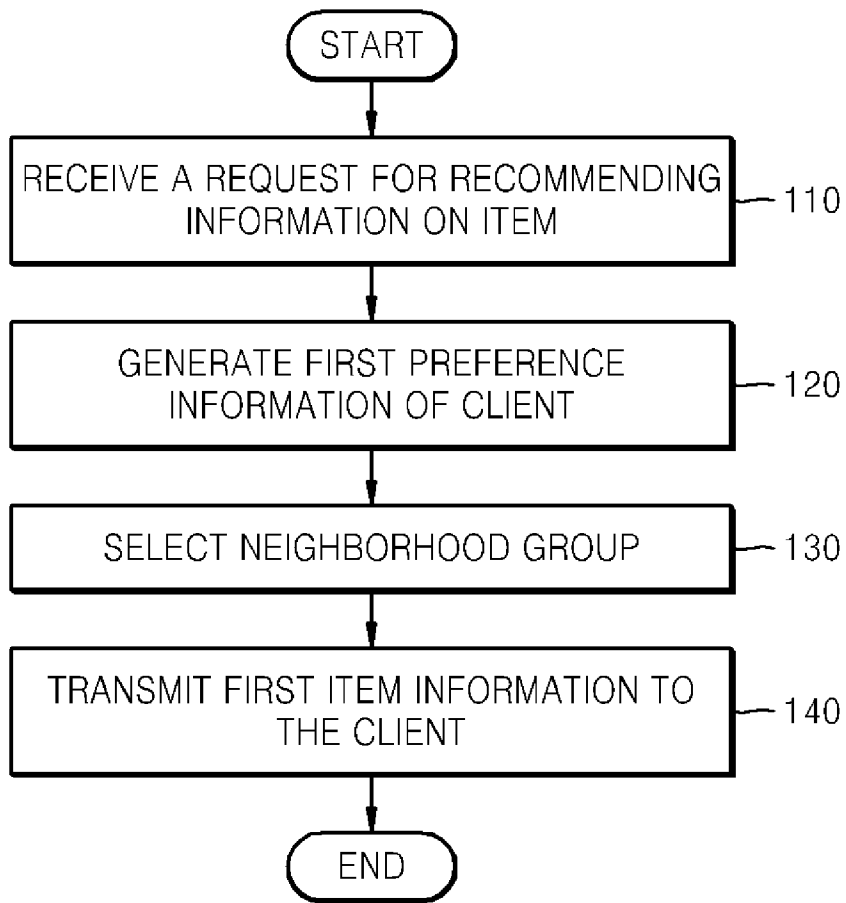 START
RECEIVE A REQUEST FOR RECOMMENDING
INFORMATION ON ITEM
110
GENERATE FIRST PREFERENCE
INFORMATION OF CLIENT
120
SELECT NEIGHBORHOOD GROUP
130
TRANSMIT FIRST ITEM INFORMATION TO
THE CLIENT
140
END